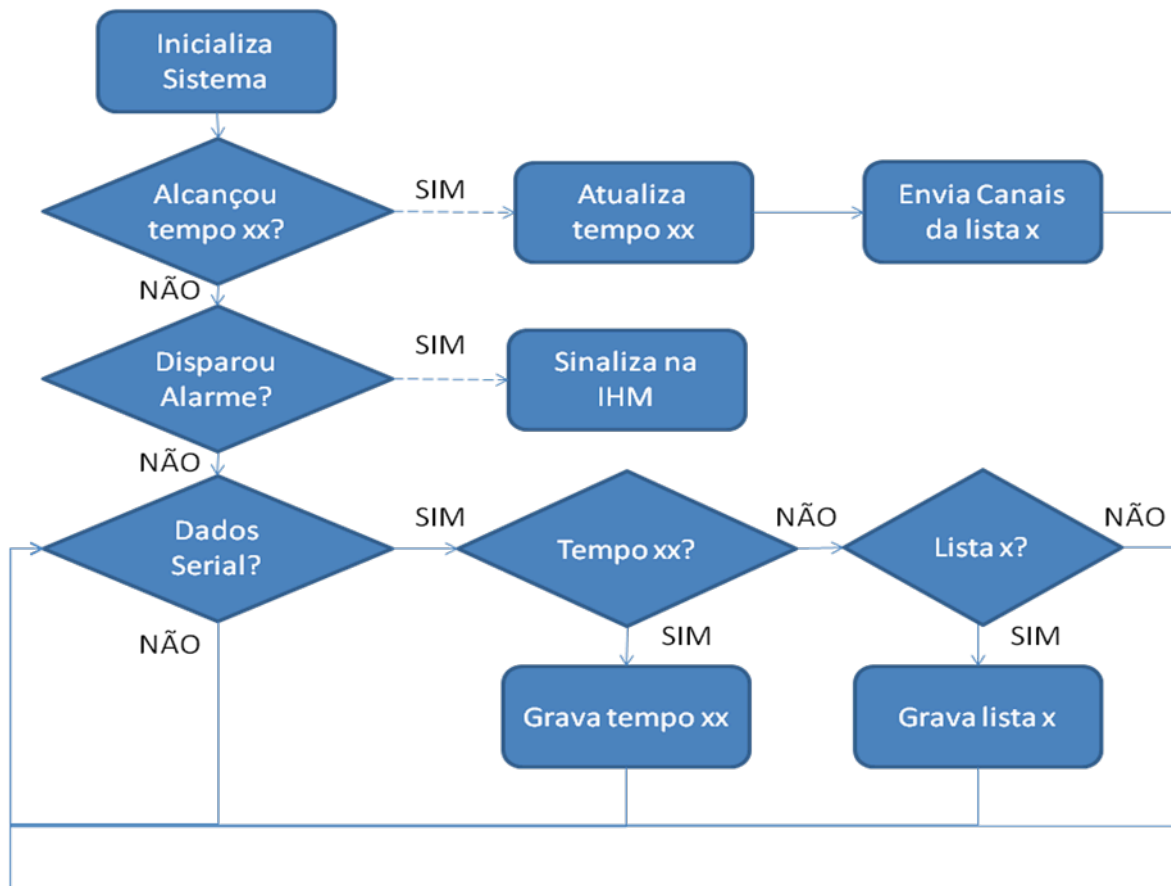 Inicializa
Sistema
Alcançou
tempo xx?
SIM
Atualiza
tempo xx
Envia Canais
da lista x
NÃO
Disparou
Alarme?
SIM
Sinaliza na
IHM
NÃO
Dados
Serial?
SIM
Tempo xx?
NÃO
Lista x?
NÃO
NÃO
SIM
SIM
Grava tempo xx
Grava lista x